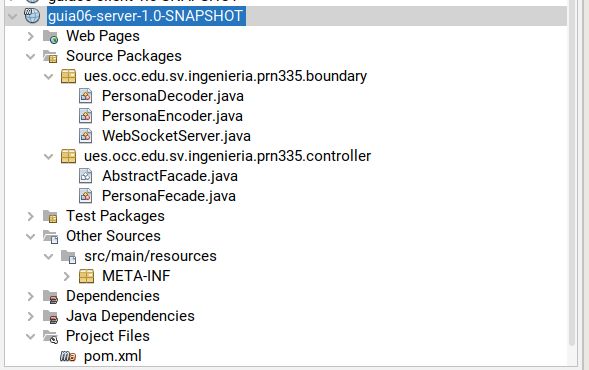 guia06-server-1.0-SNAPSHOT
Web Pages
Source Packages
ues.occ.edu.sv.ingenieria.prn335.boundary
PersonaDecoder.java
PersonaEncoder.java
WebSocketServer.java
ues.occ.edu.sv.ingenieria.prn335.controller
AbstractFacade.java
PersonaFecade.java
Test Packages
Other Sources
src/main/resources
META-INF
Dependencies
Java Dependencies
Project Files
pom.xml